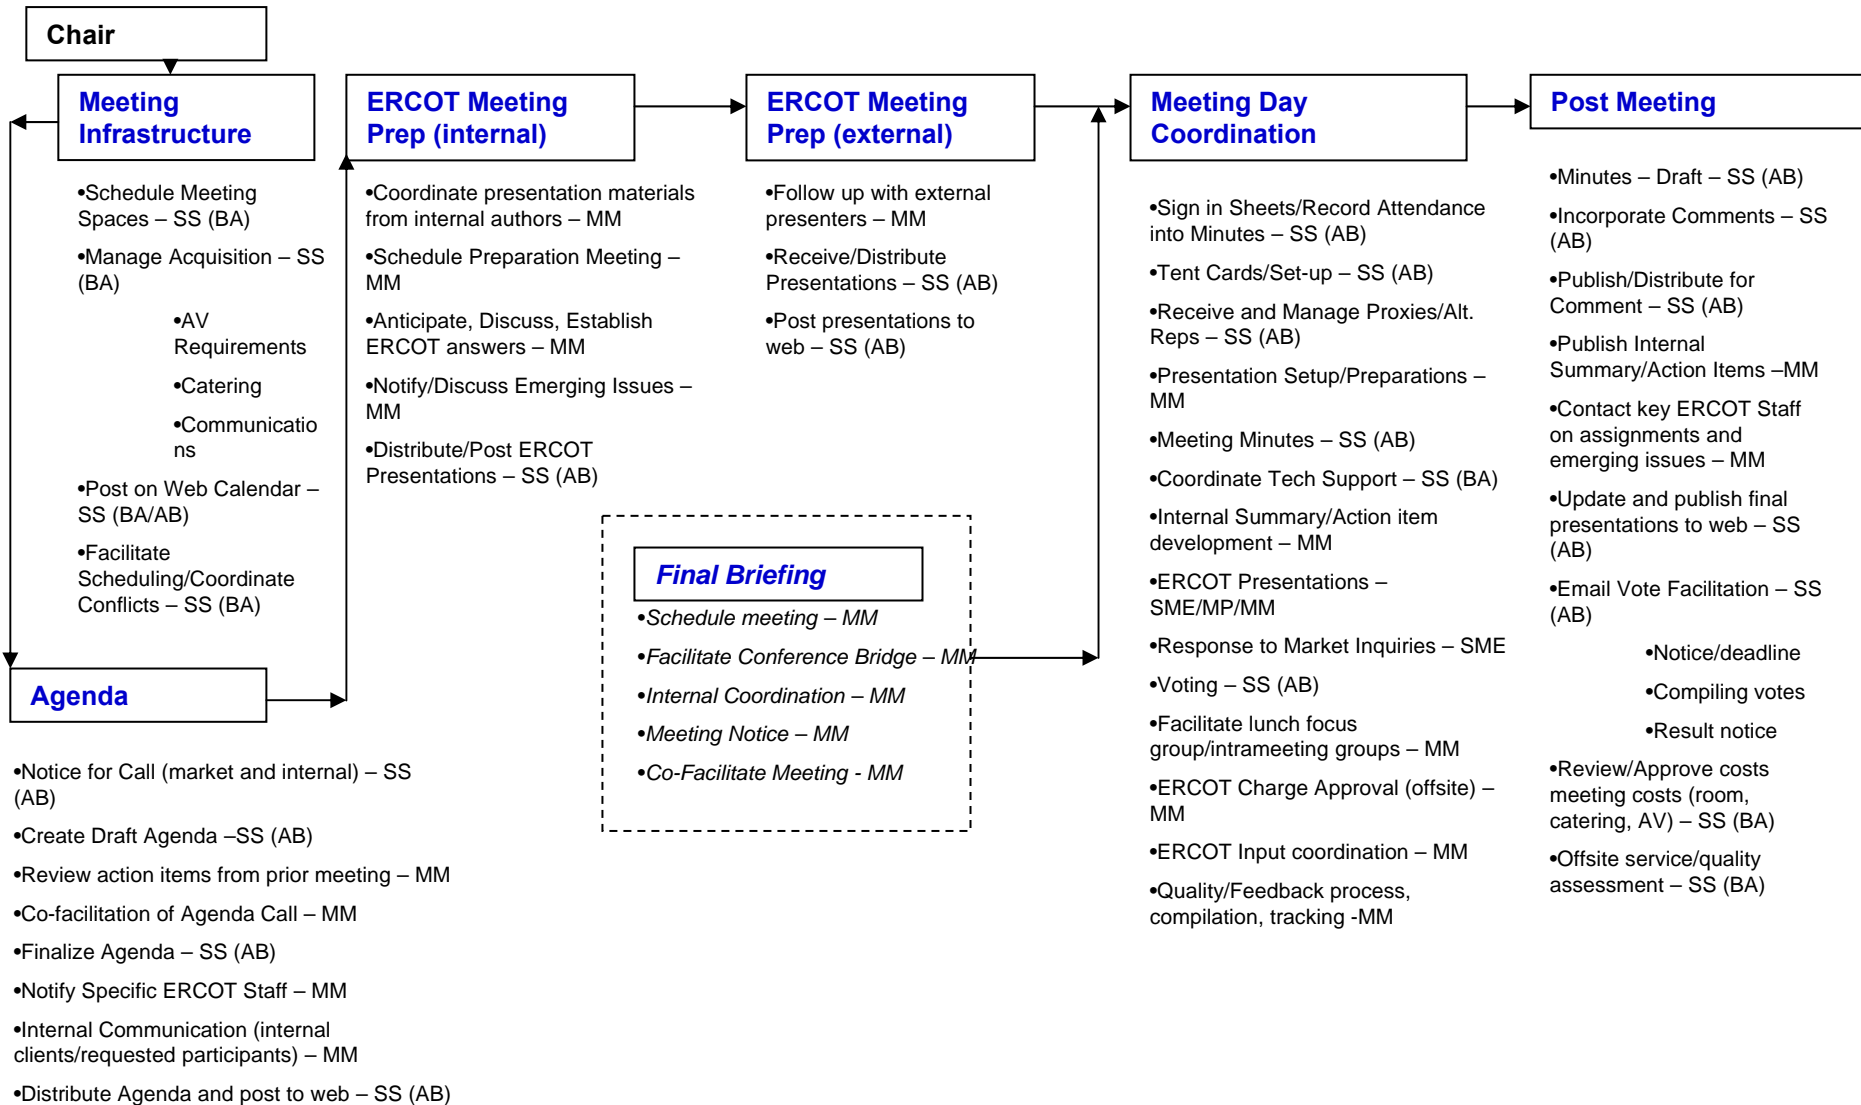 Chair
Meeting
Infrastructure
•Schedule Meeting
Spaces – SS (BA)
•Manage Acquisition – SS
(BA)
•AV
Requirements
•Catering
•Communicatio
ns
•Post on Web Calendar –
SS (BA/AB)
•Facilitate
Scheduling/Coordinate
Conflicts – SS (BA)
Agenda
•Notice for Call (market and internal) – SS
(AB)
•Create Draft Agenda –SS (AB)
•Review action items from prior meeting – MM
•Co-facilitation of Agenda Call – MM
•Finalize Agenda – SS (AB)
•Notify Specific ERCOT Staff – MM
•Internal Communication (internal
clients/requested participants) – MM
•Distribute Agenda and post to web – SS (AB)
ERCOT Meeting
Prep (internal)
•Coordinate presentation materials
from internal authors – MM
•Schedule Preparation Meeting –
MM
•Anticipate, Discuss, Establish
ERCOT answers – MM
•Notify/Discuss Emerging Issues –
MM
•Distribute/Post ERCOT
Presentations – SS (AB)
ERCOT Meeting
Prep (external)
•Follow up with external
presenters – MM
•Receive/Distribute
Presentations – SS (AB)
•Post presentations to
web – SS (AB)
Final Briefing
•Schedule meeting – MM
•Facilitate Conference Bridge – MM
•Internal Coordination – MM
•Meeting Notice – MM
•Co-Facilitate Meeting - MM
Meeting Day
Coordination
•Sign in Sheets/Record Attendance
into Minutes – SS (AB)
•Tent Cards/Set-up – SS (AB)
•Receive and Manage Proxies/Alt.
Reps – SS (AB)
•Presentation Setup/Preparations –
MM
•Meeting Minutes – SS (AB)
•Coordinate Tech Support – SS (BA)
•Internal Summary/Action item
development – MM
•ERCOT Presentations –
SME/MP/MM
•Response to Market Inquiries – SME
•Voting – SS (AB)
•Facilitate lunch focus
group/intrameeting groups – MM
•ERCOT Charge Approval (offsite) –
MM
•ERCOT Input coordination – MM
•Quality/Feedback process,
compilation, tracking -MM
Post Meeting
•Minutes – Draft – SS (AB)
•Incorporate Comments – SS
(AB)
•Publish/Distribute for
Comment – SS (AB)
•Publish Internal
Summary/Action Items –MM
•Contact key ERCOT Staff
on assignments and
emerging issues – MM
•Update and publish final
presentations to web – SS
(AB)
•Email Vote Facilitation – SS
(AB)
•Notice/deadline
•Compiling votes
•Result notice
•Review/Approve costs
meeting costs (room,
catering, AV) – SS (BA)
•Offsite service/quality
assessment – SS (BA)